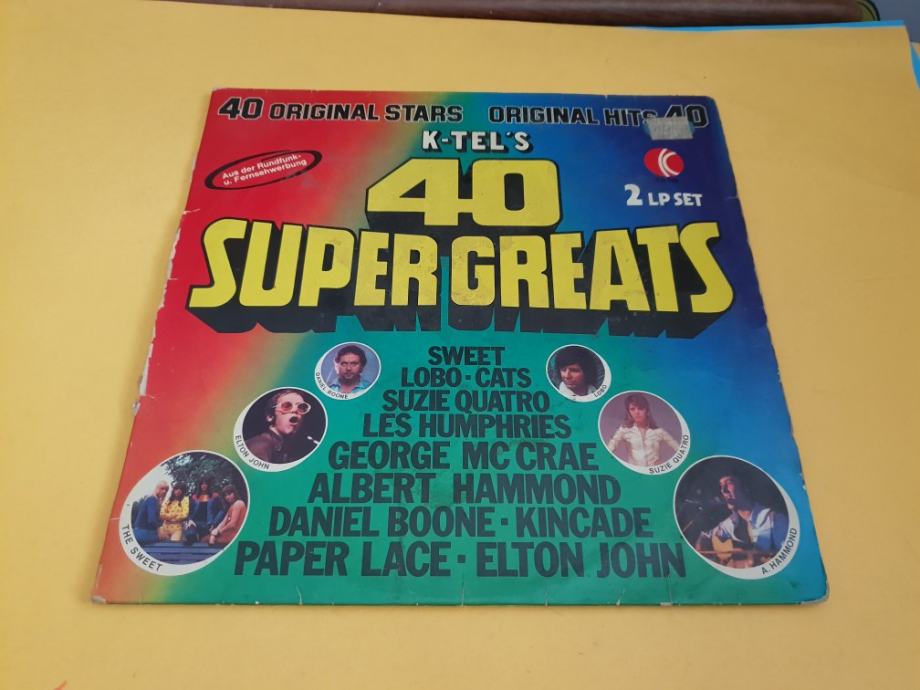 40 ORIGINAL STARS ORIGINAL HITS 40
K-TEL'S
Aus der Rundfunk-
u. Fernsehwerbung
K
2 LP SET
40
SUPER GREATS
SWEET
LOBO · CATS
SUZIE QUATRO
LES HUMPHRIES
GEORGE MC CRAE
ALBERT HAMMOND
DANIEL BOONE · KINCADE
PAPER LACE · ELTON JOHN
DANIEL BOONE
LOBO
ELTON JOHN
SUZIE QUATRO
THE SWEET
A. HAMMOND